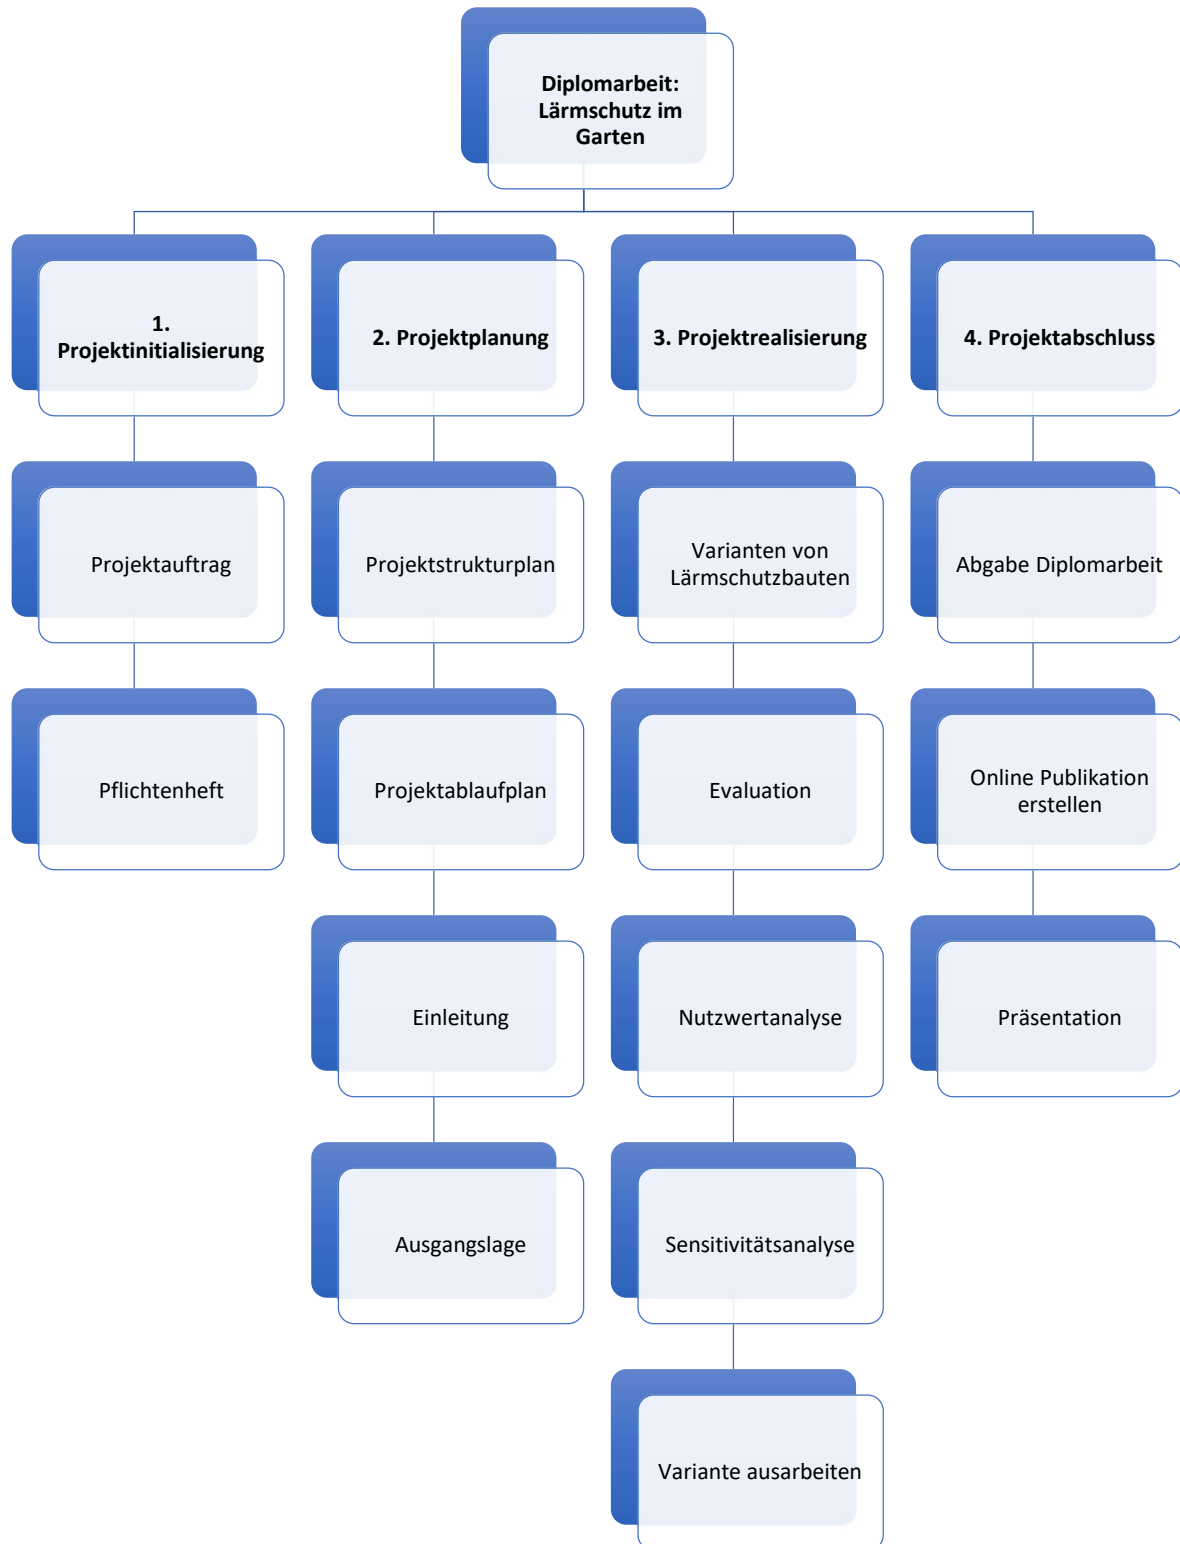 Diplomarbeit:
Lärmschutz im
Garten
1.
Projektinitialisierung
2. Projektplanung
3. Projektrealisierung
4. Projektabschluss
Projektauftrag
Projektstrukturplan
Varianten von
Lärmschutzbauten
Abgabe Diplomarbeit
Pflichtenheft
Projektablaufplan
Evaluation
Online Publikation
erstellen
Einleitung
Nutzwertanalyse
Präsentation
Ausgangslage
Sensitivitätsanalyse
Variante ausarbeiten